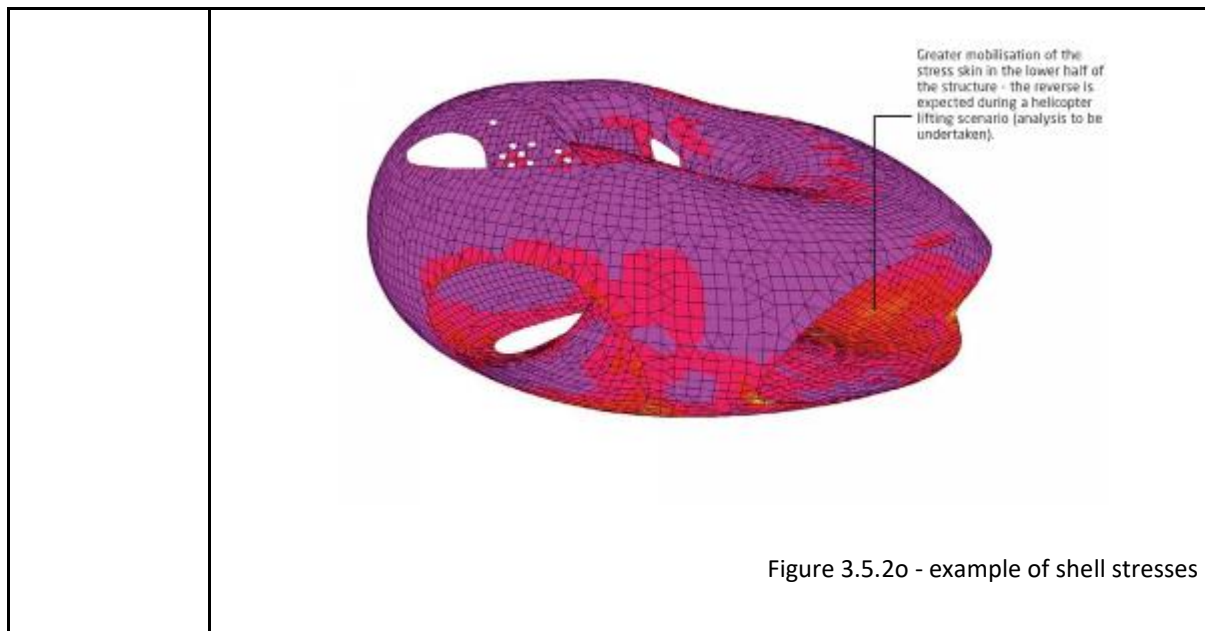 Greater mobilisation of the
stress skin in the lower half of
the structure - the reverse is
expected during a helicopter
lifting scenario (analysis to be
undertaken).
Figure 3.5.2o - example of shell stresses